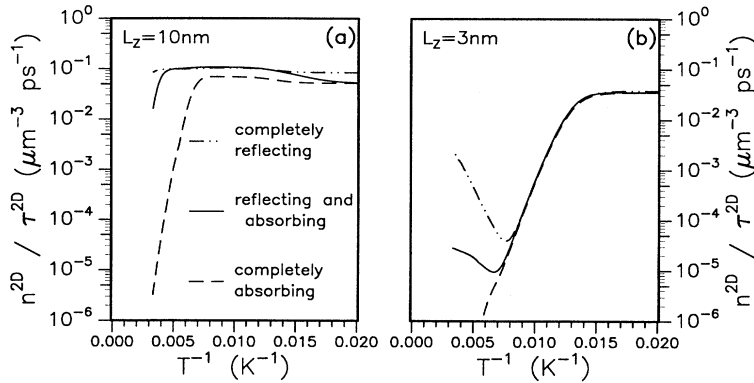 L_z=10nm (a)
L_z=3nm (b)
n^2D / τ^2D (μm^-3 ps^-1)
10^0
10^-1
10^-2
10^-3
10^-4
10^-5
10^-6
completely
reflecting
reflecting and
absorbing
completely
absorbing
0.000 0.005 0.010 0.015 0.020
T^-1 (K^-1)
0.000 0.005 0.010 0.015 0.020
T^-1 (K^-1)
10^0
10^-1
10^-2
10^-3
10^-4
10^-5
10^-6
n^2D / τ^2D (μm^-3 ps^-1)